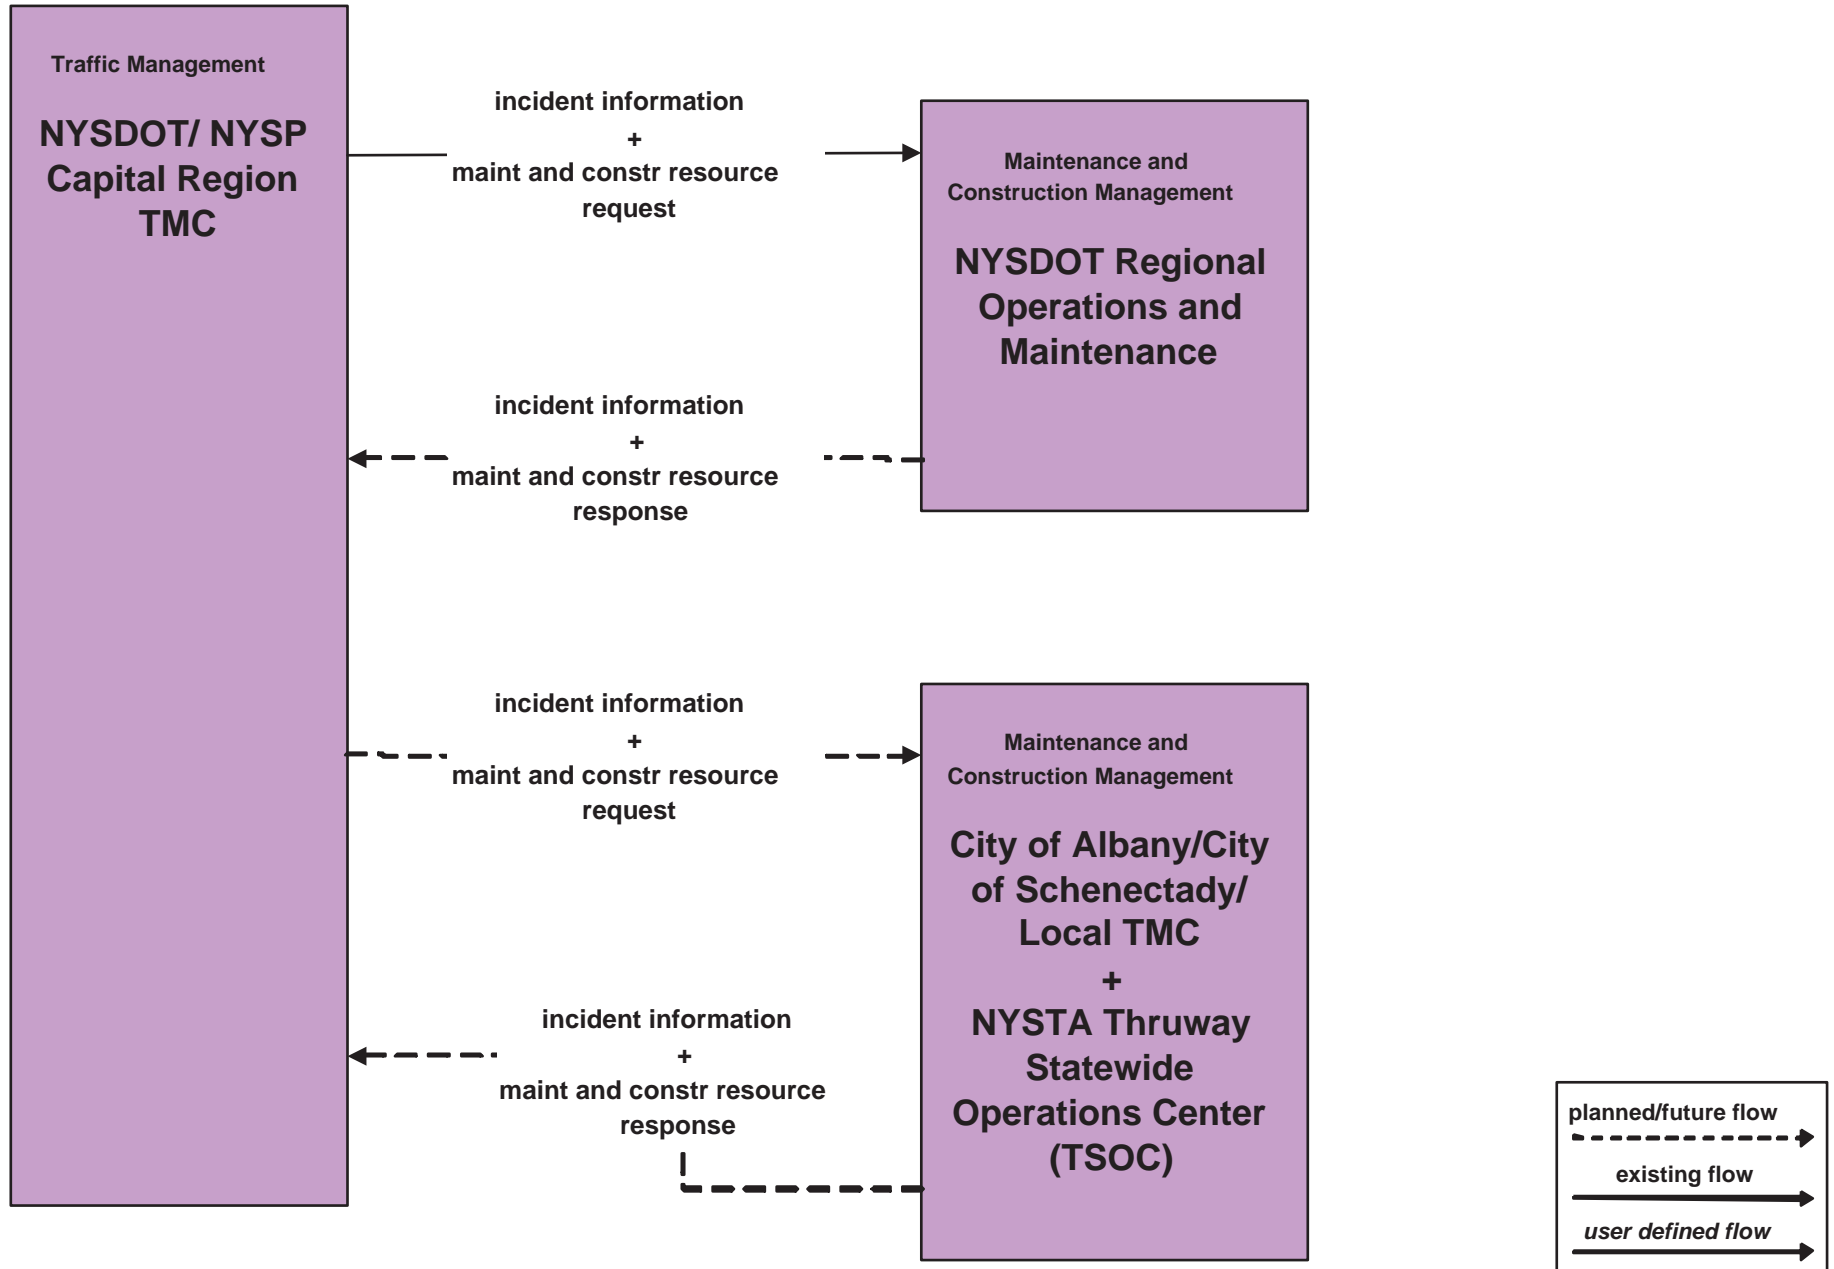 Traffic Management
NYSDOT/ NYSP
Capital Region
TMC
incident information
+
maint and constr resource
request
Maintenance and
Construction Management
NYSDOT Regional
Operations and
Maintenance
incident information
+
maint and constr resource
response
incident information
+
maint and constr resource
request
Maintenance and
Construction Management
City of Albany/City
of Schenectady/
Local TMC
+
NYSTA Thruway
Statewide
Operations Center
(TSOC)
incident information
+
maint and constr resource
response
planned/future flow
existing flow
user defined flow